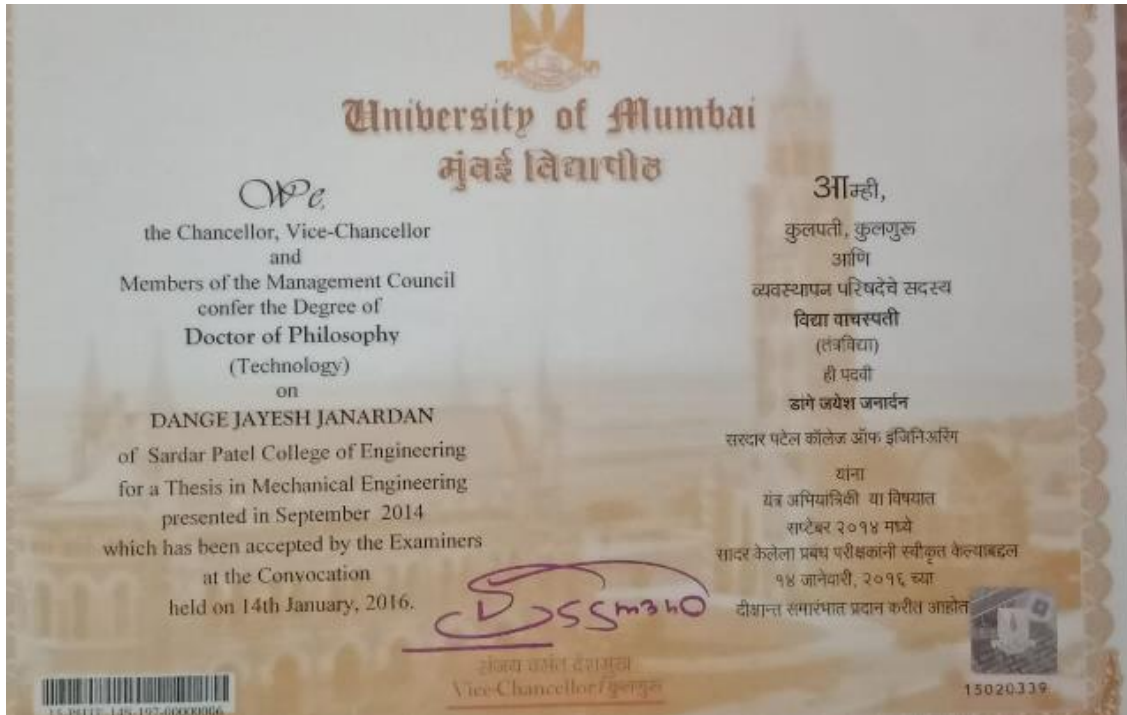 University of Mumbai
मुंबई विद्यापीठ
We,
the Chancellor, Vice-Chancellor
and
Members of the Management Council
confer the Degree of
Doctor of Philosophy
(Technology)
on
DANGE JAYESH JANARDAN
of Sardar Patel College of Engineering
for a Thesis in Mechanical Engineering
presented in September 2014
which has been accepted by the Examiners
at the Convocation
held on 14th January, 2016.
आम्ही,
कुलपती, कुलगुरू
आणि
व्यवस्थापन परिषदेचे सदस्य
विद्या वाचस्पती
(तंत्रविद्या)
ही पदवी
डांगे जयेश जनार्दन
सरदार पटेल कॉलेज ऑफ इंजिनिअरिंग
यांना
यंत्र अभियांत्रिकी या विषयात
सप्टेंबर २०१४ मध्ये
सादर केलेला प्रबंध परीक्षकांनी स्वीकृत केल्याबद्दल
१४ जानेवारी, २०१६ च्या
दीक्षान्त समारंभात प्रदान करीत आहोत
संजय वसंत देशमुख
Vice-Chancellor / कुलगुरू
15020339